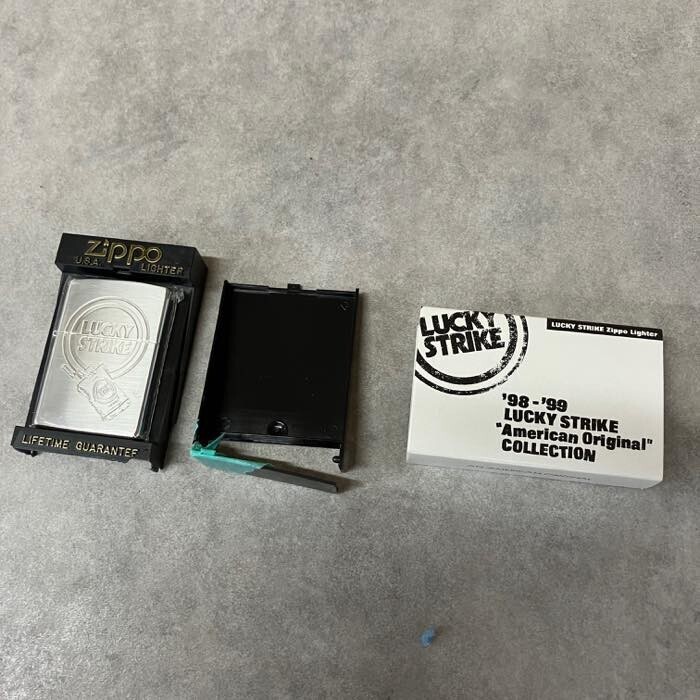 Zippo
U.S.A. LIGHTER
LUCKY
STRIKE
LIFETIME GUARANTEE
LUCKY
STRIKE
LUCKY STRIKE Zippo Lighter
'98-'99
LUCKY STRIKE
"American Original"
COLLECTION